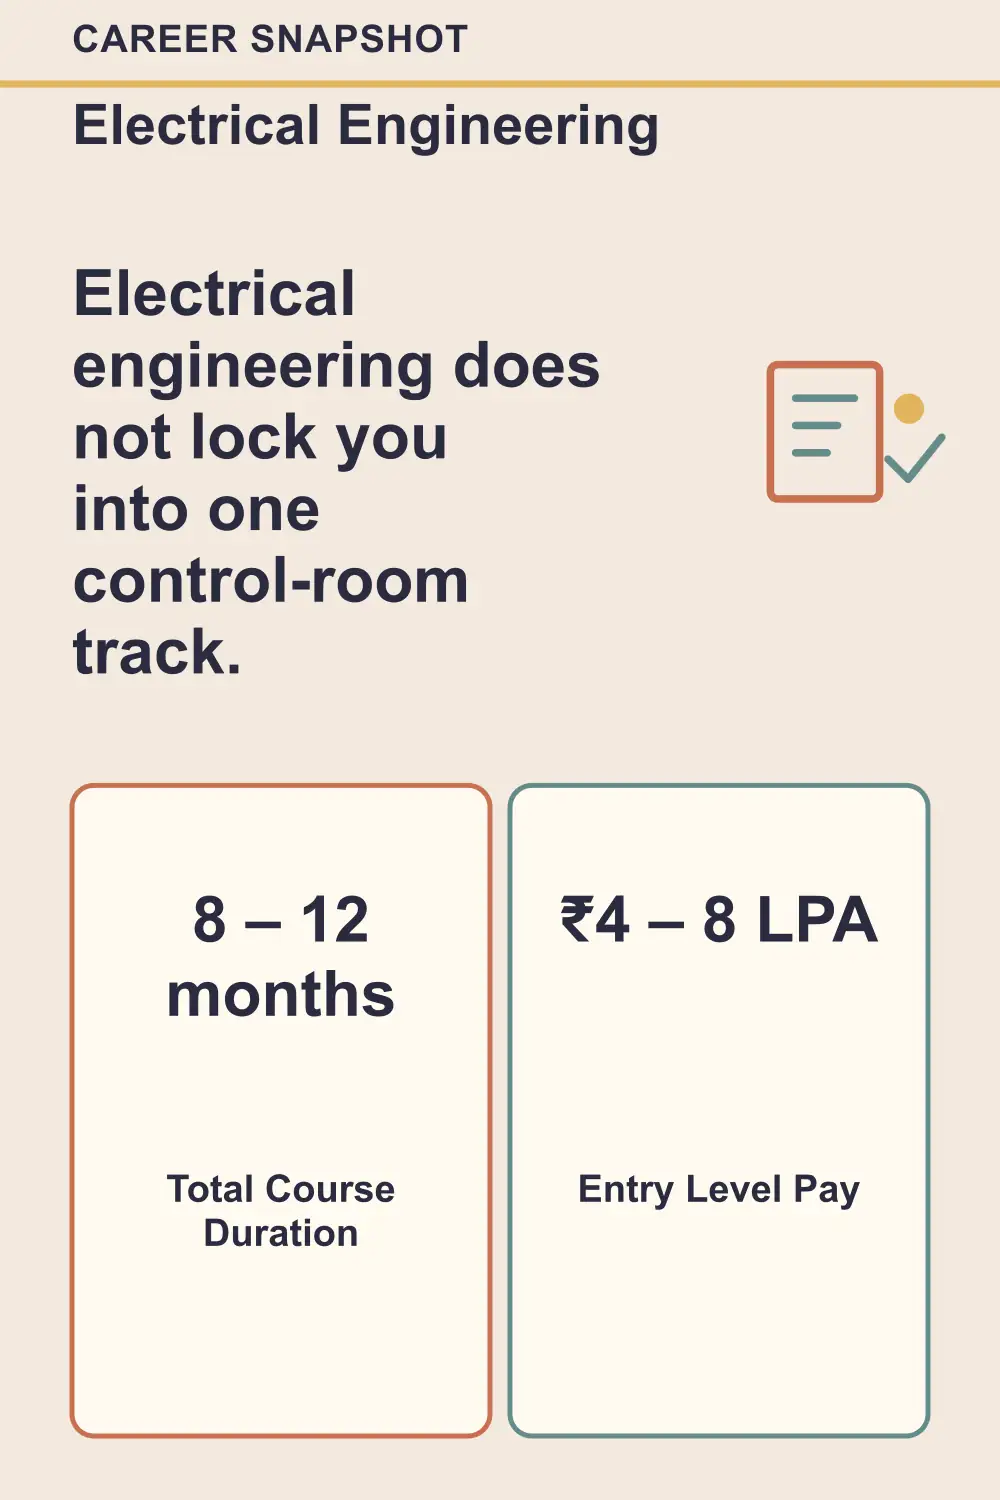 CAREER SNAPSHOT
Electrical Engineering
Electrical
engineering does
not lock you
into one
control-room
track.
8 – 12
months
Total Course
Duration
₹4 – 8 LPA
Entry Level Pay